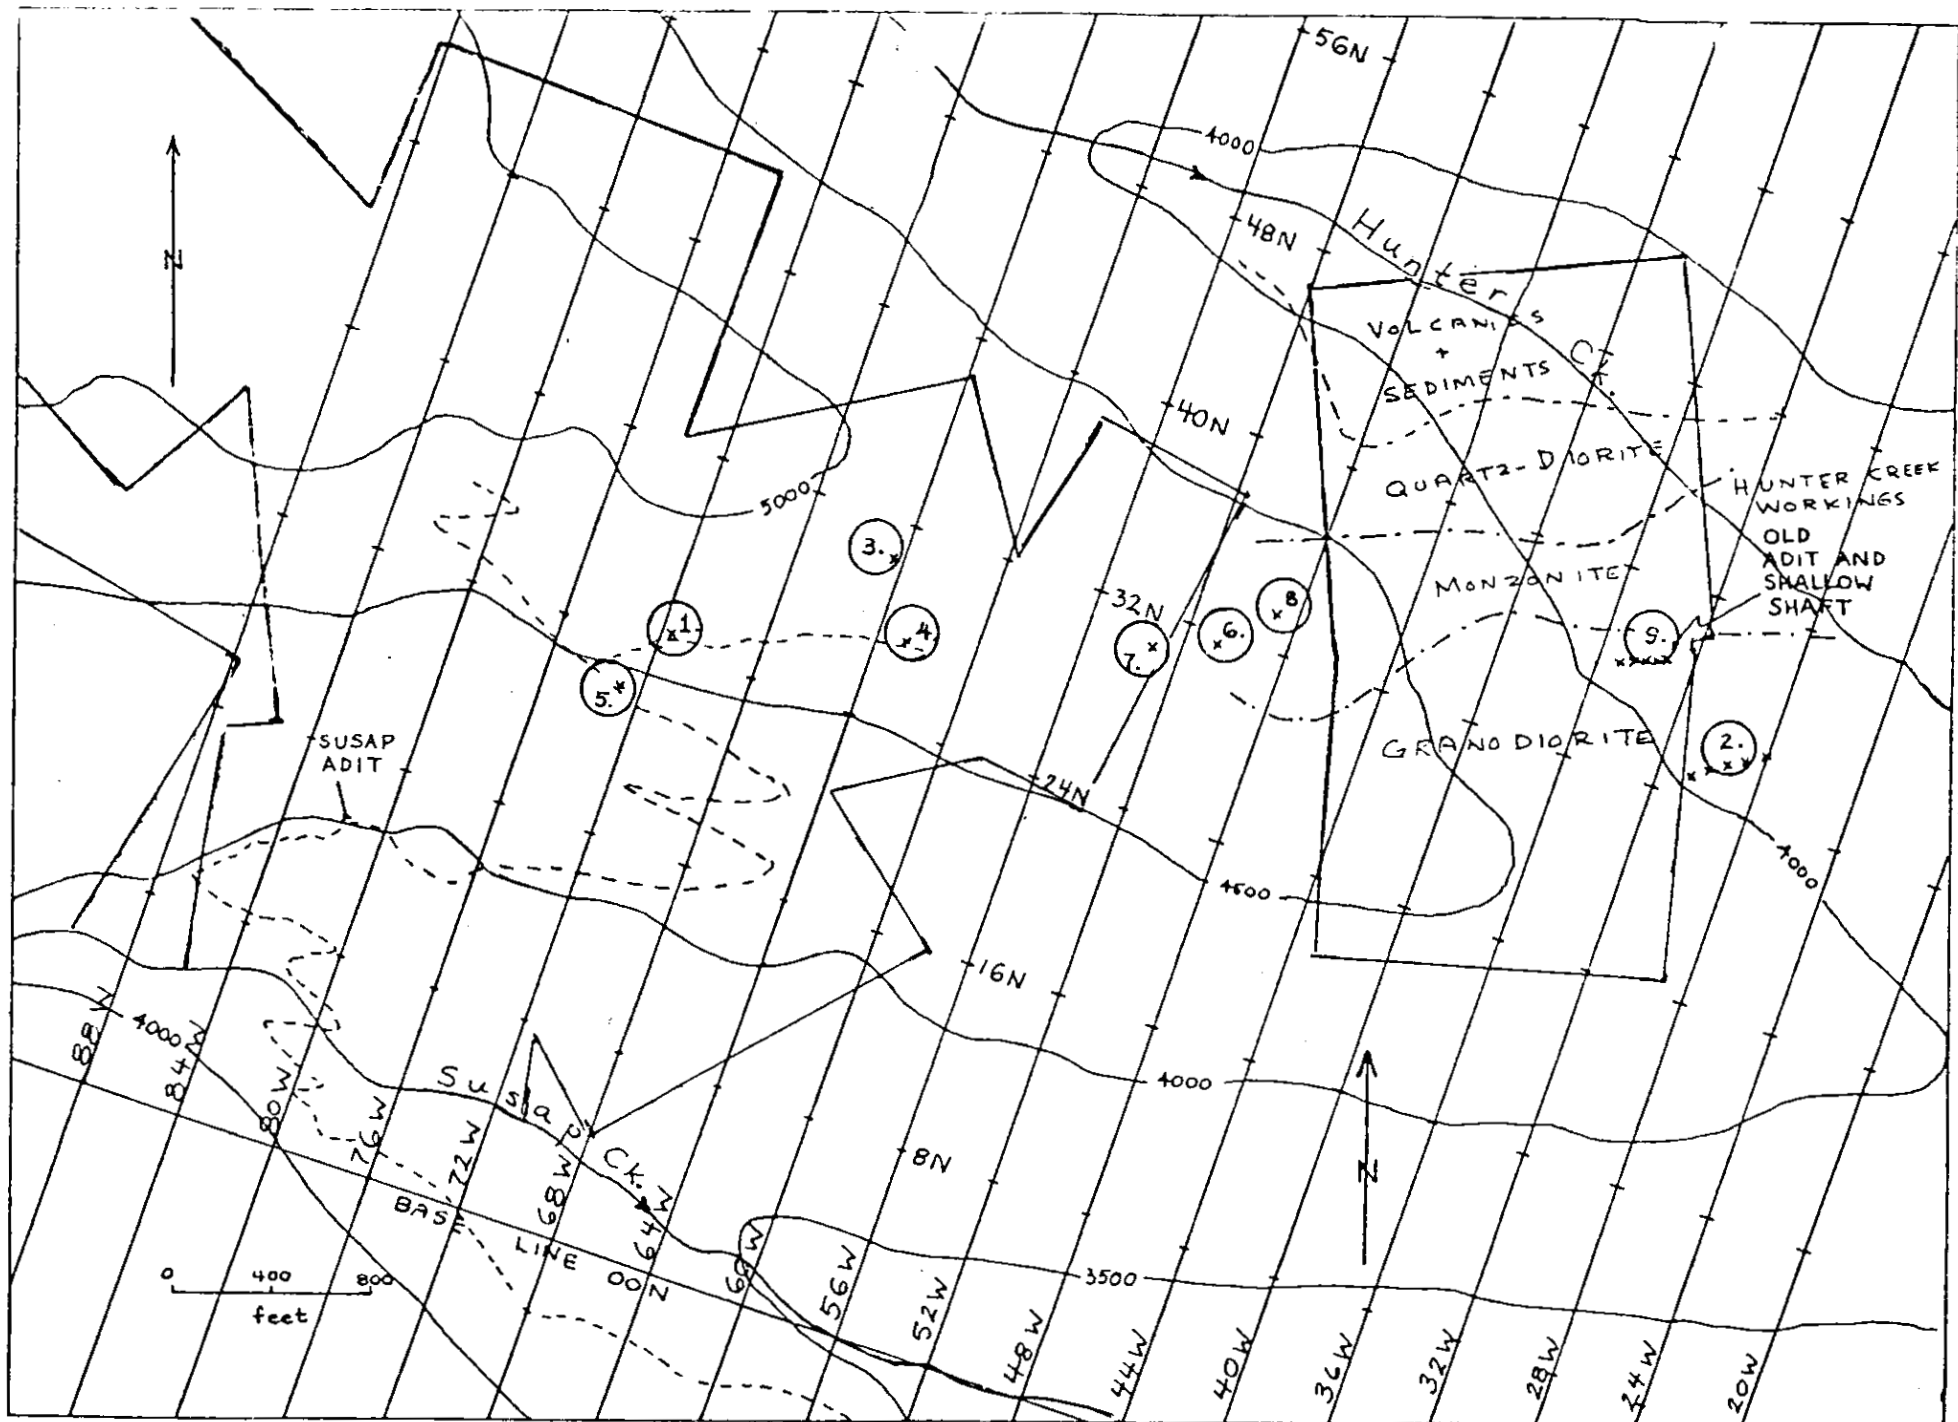 56N
4000
N
48N
Hunter Ck.
VOLCANICS
+
SEDIMENTS
40N
QUARTZ-DIORITE
HUNTER CREEK
WORKINGS
OLD
ADIT AND
SHALLOW
SHAFT
5000
3.
MONZONITE
32N
8
1.
4
6.
7.
9.
5.
SUSAP
ADIT
GRANODIORITE
2.
24N
4000
4500
16N
88W
4000
84W
80W
76W
72W
68W
64W
60W
56W
52W
48W
44W
40W
36W
32W
28W
24W
20W
Susap Ck.
4000
8N
N
BASE LINE 00N
3500
0 400 800
feet